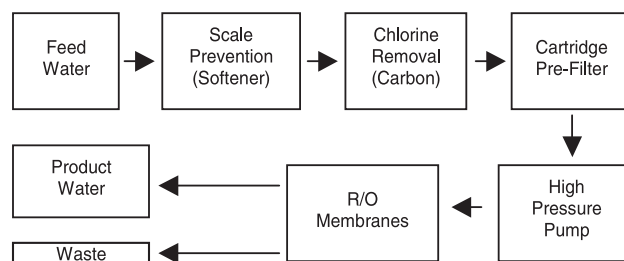 Feed
Water
Scale
Prevention
(Softener)
Chlorine
Removal
(Carbon)
Cartridge
Pre-Filter
Product
Water
R/O
Membranes
High
Pressure
Pump
Waste